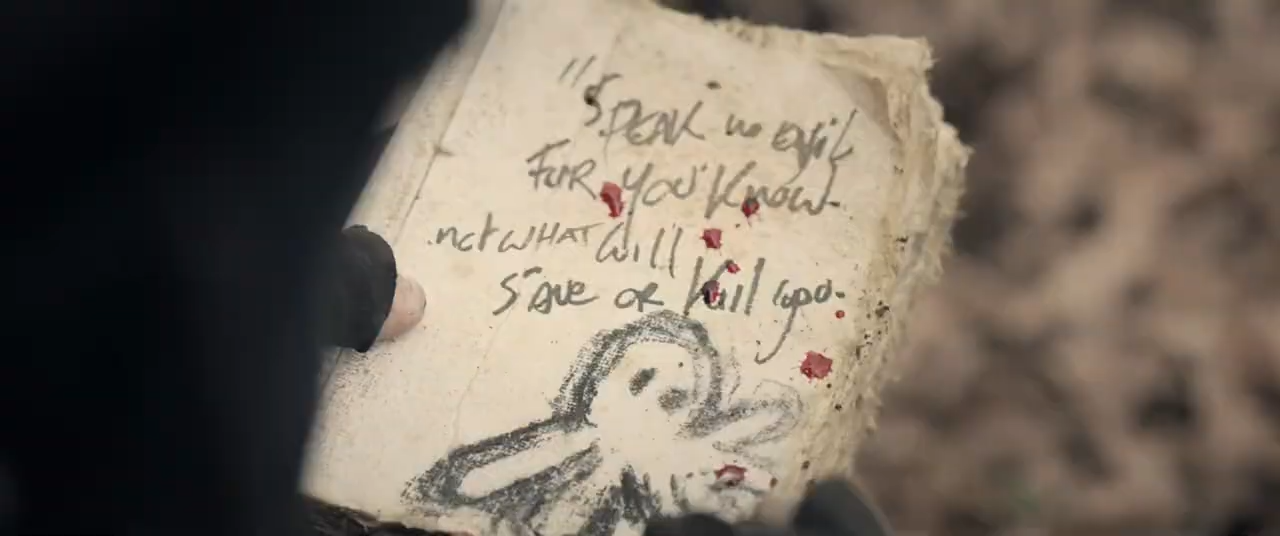 "SPEAK no evil
FOR YOU KNOW
not WHAT Will
SAVE OR Kill you.